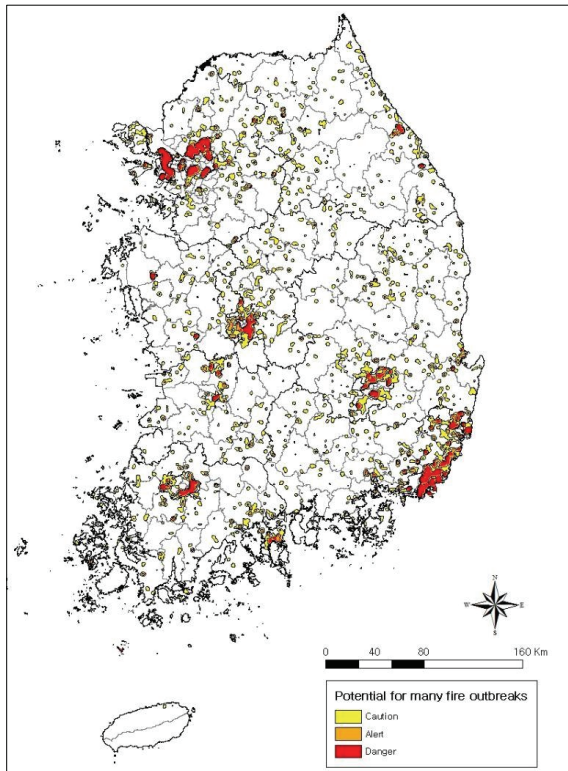 N
W E
S
0 40 80 160 Km
Potential for many fire outbreaks
Caution
Alert
Danger